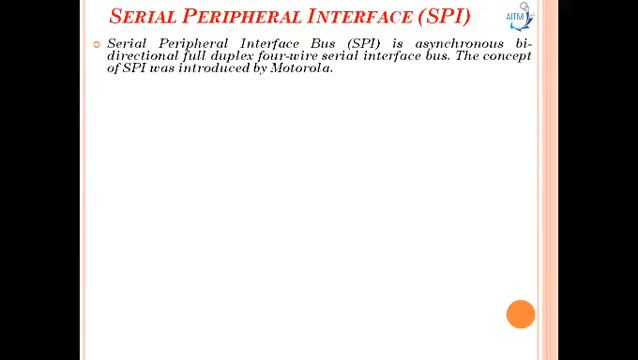 SERIAL PERIPHERAL INTERFACE (SPI)
AITM
Serial Peripheral Interface Bus (SPI) is asynchronous bi-
directional full duplex four-wire serial interface bus. The concept
of SPI was introduced by Motorola.